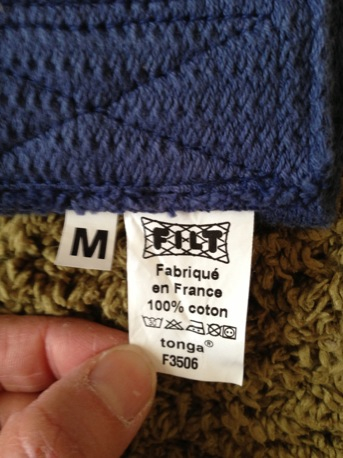 M
FILT
Fabriqué
en France
100% coton
tonga®
F3506